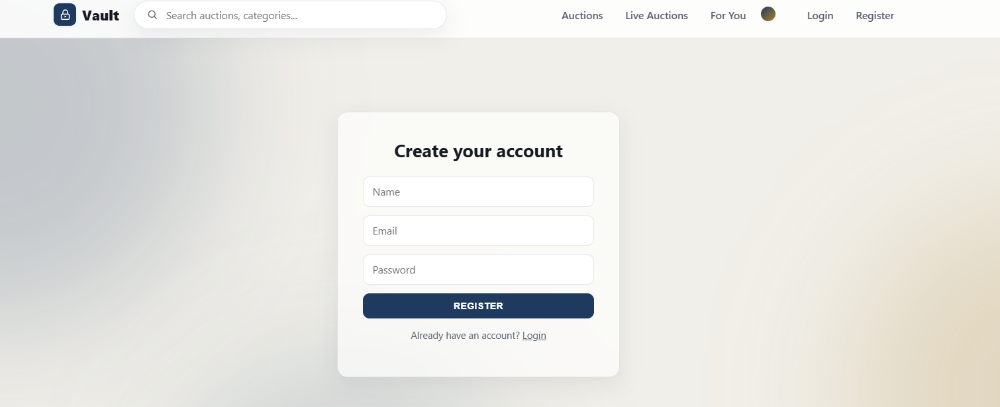 Vault
Search auctions, categories...
Auctions
Live Auctions
For You
Login
Register
Create your account
Name
Email
Password
REGISTER
Already have an account? Login